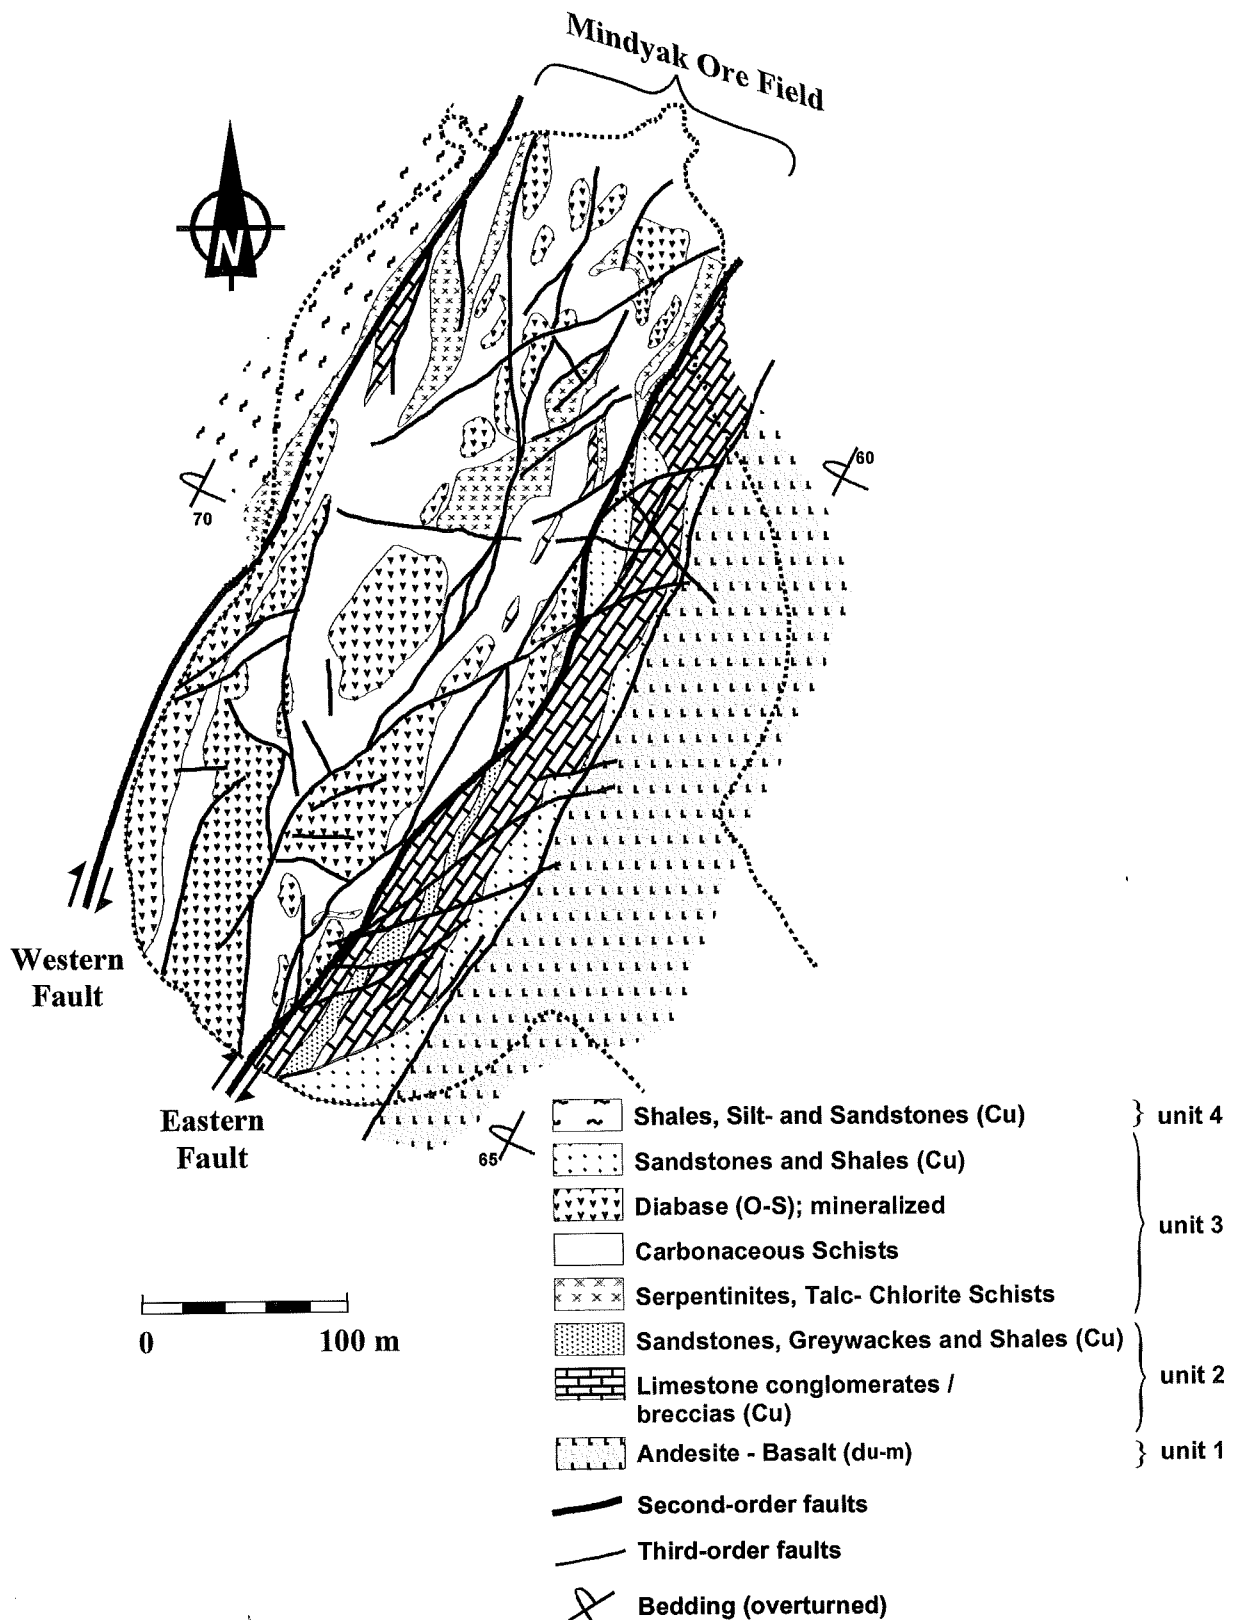 Mindyak Ore Field
N
60
70
Western
Fault
Eastern
Fault
65
Shales, Silt- and Sandstones (Cu)
unit 4
Sandstones and Shales (Cu)
Diabase (O-S); mineralized
unit 3
Carbonaceous Schists
Serpentinites, Talc- Chlorite Schists
Sandstones, Greywackes and Shales (Cu)
unit 2
Limestone conglomerates /
breccias (Cu)
Andesite - Basalt (du-m)
unit 1
0 100 m
Second-order faults
Third-order faults
Bedding (overturned)